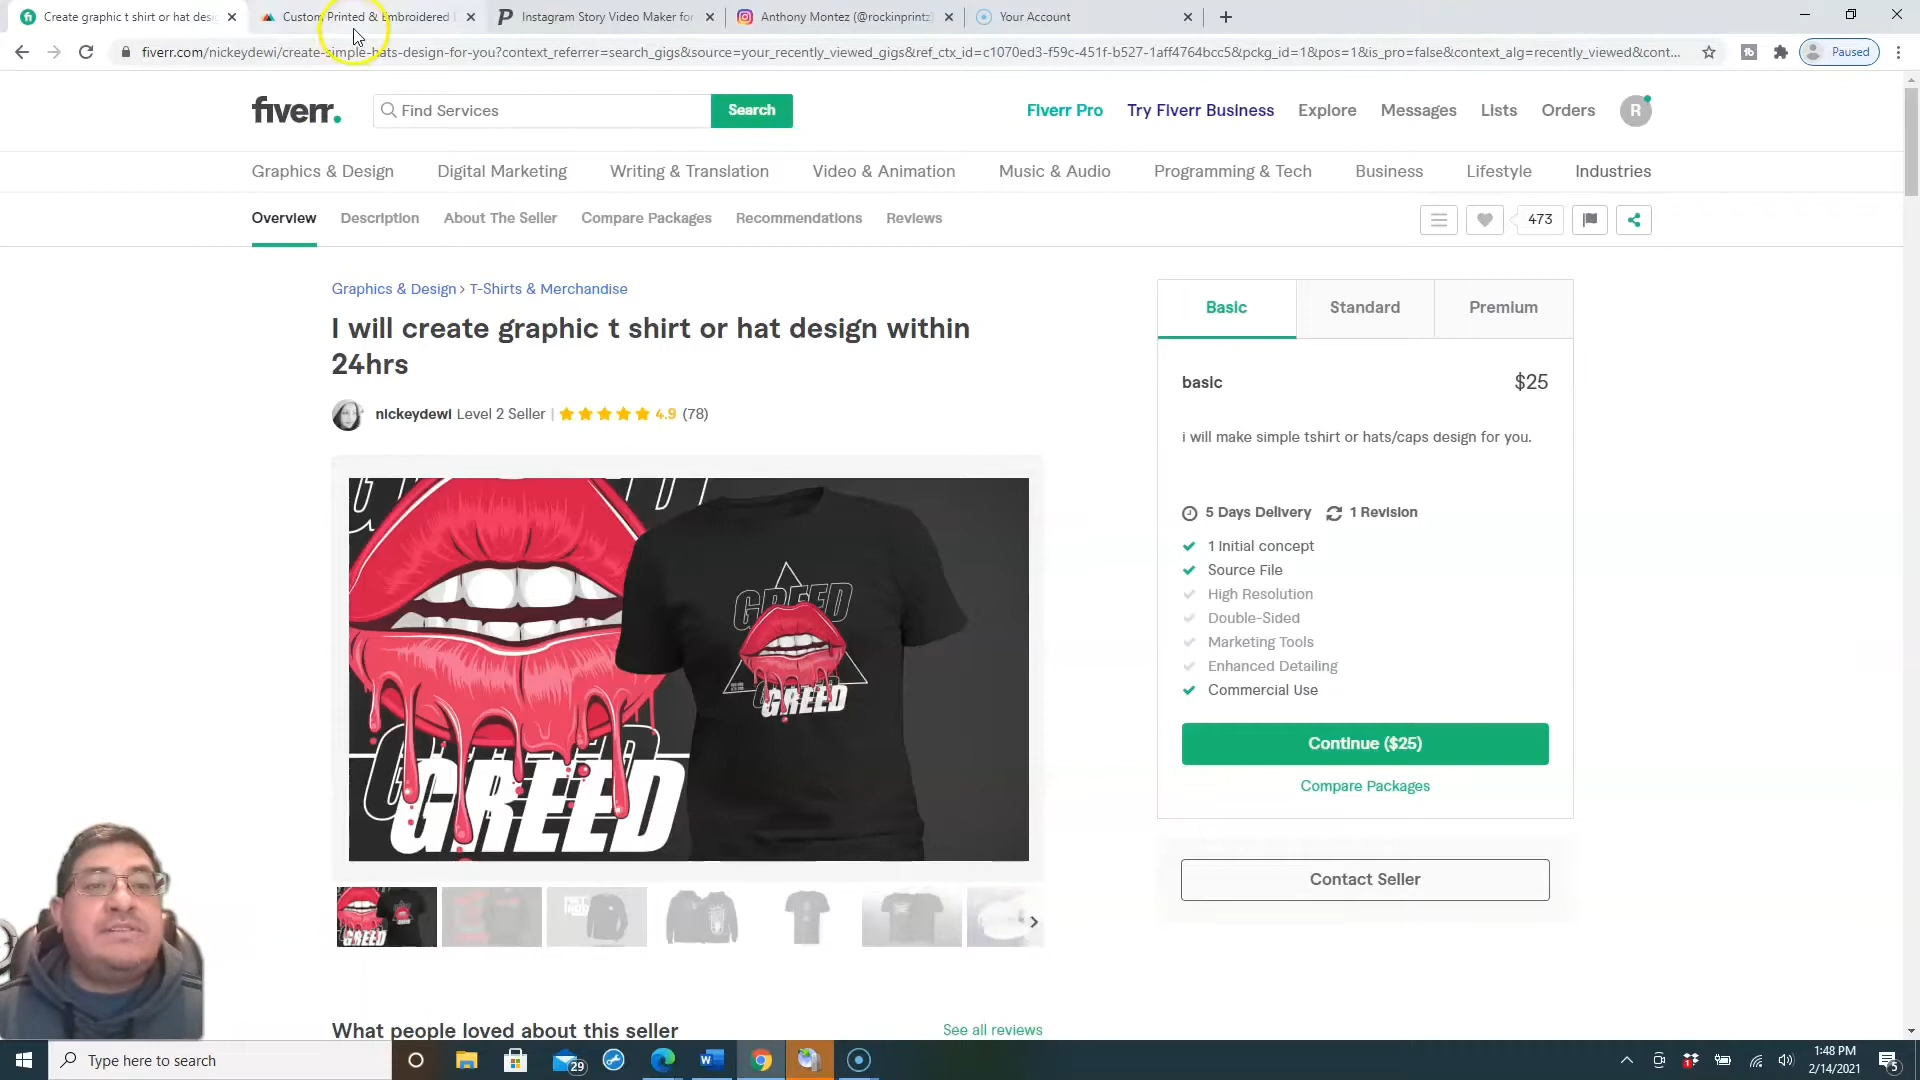 Create graphic t shirt or hat desi
Custom Printed & Embroidered
Instagram Story Video Maker for
Anthony Montez (@rockinprintz
Your Account
fiverr.com/nickeydewi/create-simple-hats-design-for-you?context_referrer=search_gigs&source=your_recently_viewed_gigs&ref_ctx_id=c1070ed3-f59c-451f-b527-1aff4764bcc5&pckg_id=1&pos=1&is_pro=false&context_alg=recently_viewed&cont...
Paused
fiverr.
Find Services
Search
Fiverr Pro
Try Fiverr Business
Explore
Messages
Lists
Orders
R
Graphics & Design
Digital Marketing
Writing & Translation
Video & Animation
Music & Audio
Programming & Tech
Business
Lifestyle
Industries
Overview
Description
About The Seller
Compare Packages
Recommendations
Reviews
473
Graphics & Design › T-Shirts & Merchandise
I will create graphic t shirt or hat design within
24hrs
nickeydewi Level 2 Seller | 4.9 (78)
GREED
GREED
GREED
GREED
GREED
Basic
Standard
Premium
basic
$25
i will make simple tshirt or hats/caps design for you.
5 Days Delivery
1 Revision
1 Initial concept
Source File
High Resolution
Double-Sided
Marketing Tools
Enhanced Detailing
Commercial Use
Continue ($25)
Compare Packages
Contact Seller
What people loved about this seller
See all reviews
Type here to search
29
1:48 PM
2/14/2021
5